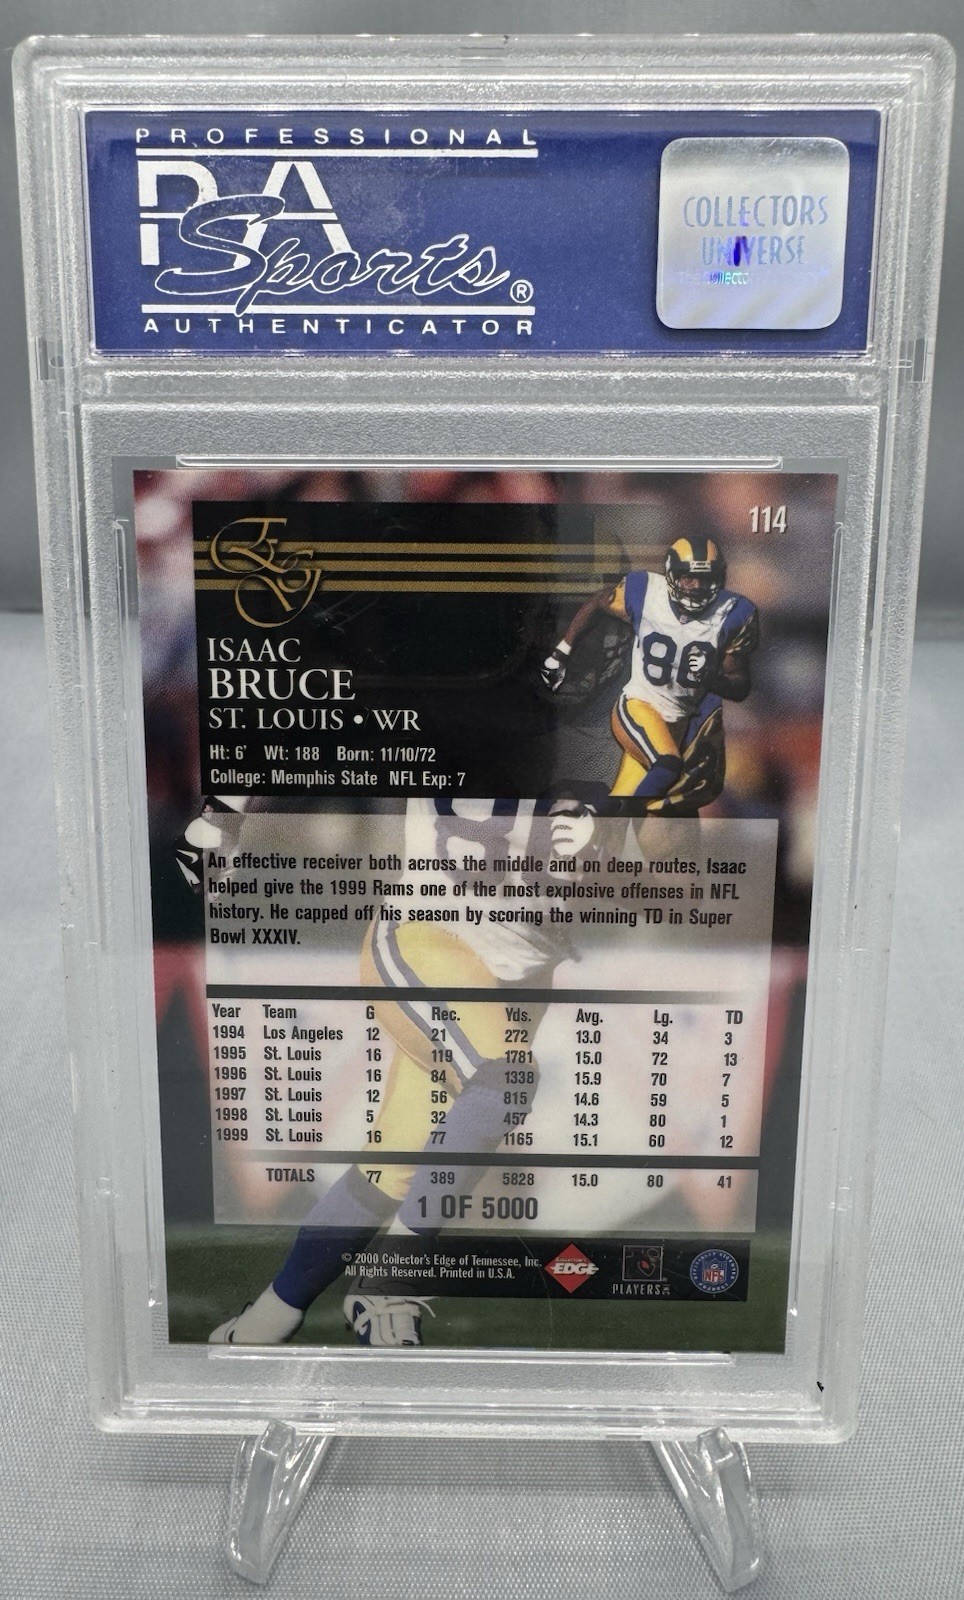 PROFESSIONAL
PSA
Sports®
AUTHENTICATOR
COLLECTORS
UNIVERSE
114
EG
ISAAC
BRUCE
ST. LOUIS • WR
Ht: 6' Wt: 188 Born: 11/10/72
College: Memphis State NFL Exp: 7
80
An effective receiver both across the middle and on deep routes, Isaac
helped give the 1999 Rams one of the most explosive offenses in NFL
history. He capped off his season by scoring the winning TD in Super
Bowl XXXIV.
Year Team G Rec. Yds. Avg. Lg. TD
1994 Los Angeles 12 21 272 13.0 34 3
1995 St. Louis 16 119 1781 15.0 72 13
1996 St. Louis 16 84 1338 15.9 70 7
1997 St. Louis 12 56 815 14.6 59 5
1998 St. Louis 5 32 457 14.3 80 1
1999 St. Louis 16 77 1165 15.1 60 12
TOTALS 77 389 5828 15.0 80 41
1 OF 5000
© 2000 Collector's Edge of Tennessee, Inc.
All Rights Reserved. Printed in U.S.A.
EDGE
PLAYERS INC
NFL